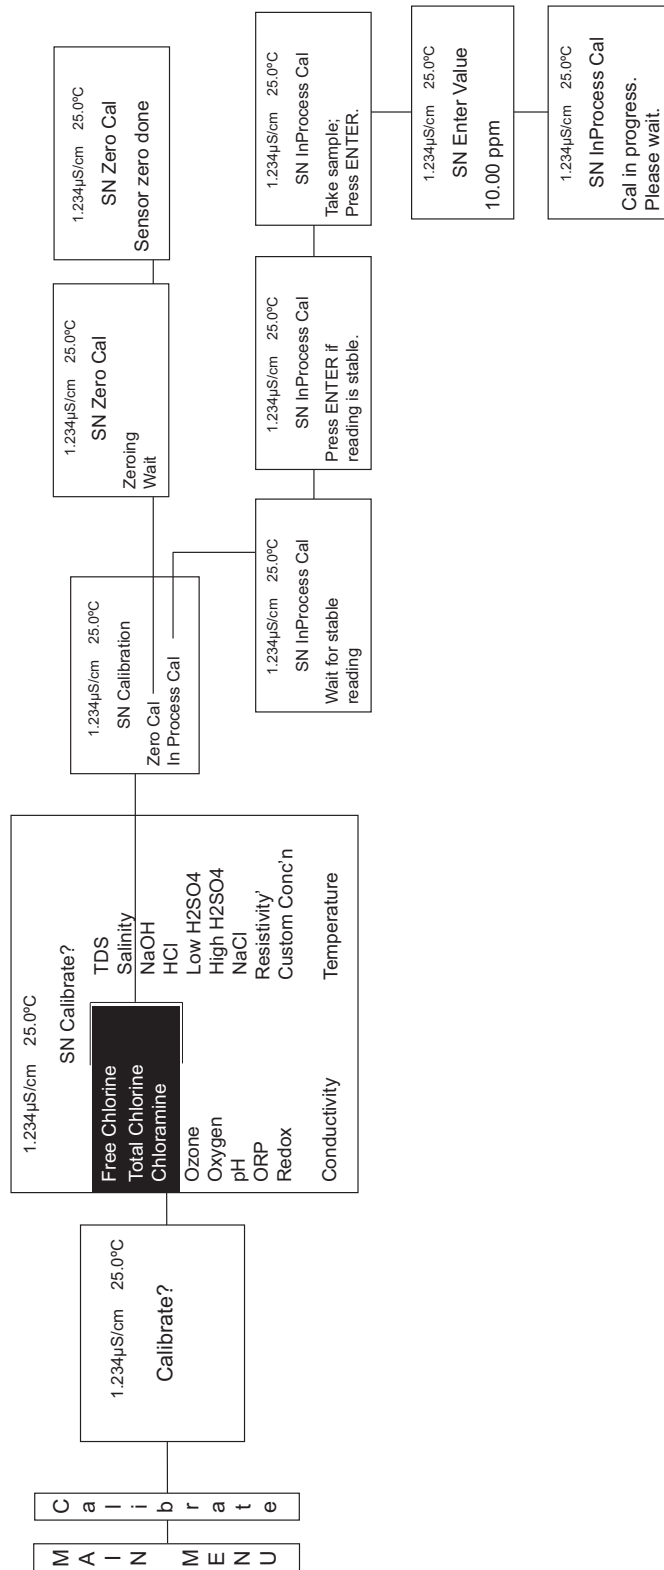 MAIN MENU
Calibrate
1.234µS/cm 25.0ºC
Calibrate?
1.234µS/cm 25.0ºC
SN Calibrate?
Free Chlorine TDS
Total Chlorine Salinity
Chloramine NaOH
HCl
Ozone Low H2SO4
Oxygen High H2SO4
pH NaCl
ORP Resistivity'
Redox Custom Conc'n
Conductivity Temperature
1.234µS/cm 25.0ºC
SN Calibration
Zero Cal
In Process Cal
1.234µS/cm 25.0ºC
SN Zero Cal
Zeroing
Wait
1.234µS/cm 25.0ºC
SN Zero Cal
Sensor zero done
1.234µS/cm 25.0ºC
SN InProcess Cal
Wait for stable
reading
1.234µS/cm 25.0ºC
SN InProcess Cal
Press ENTER if
reading is stable.
1.234µS/cm 25.0ºC
SN InProcess Cal
Take sample;
Press ENTER.
1.234µS/cm 25.0ºC
SN Enter Value
10.00 ppm
1.234µS/cm 25.0ºC
SN InProcess Cal
Cal in progress.
Please wait.